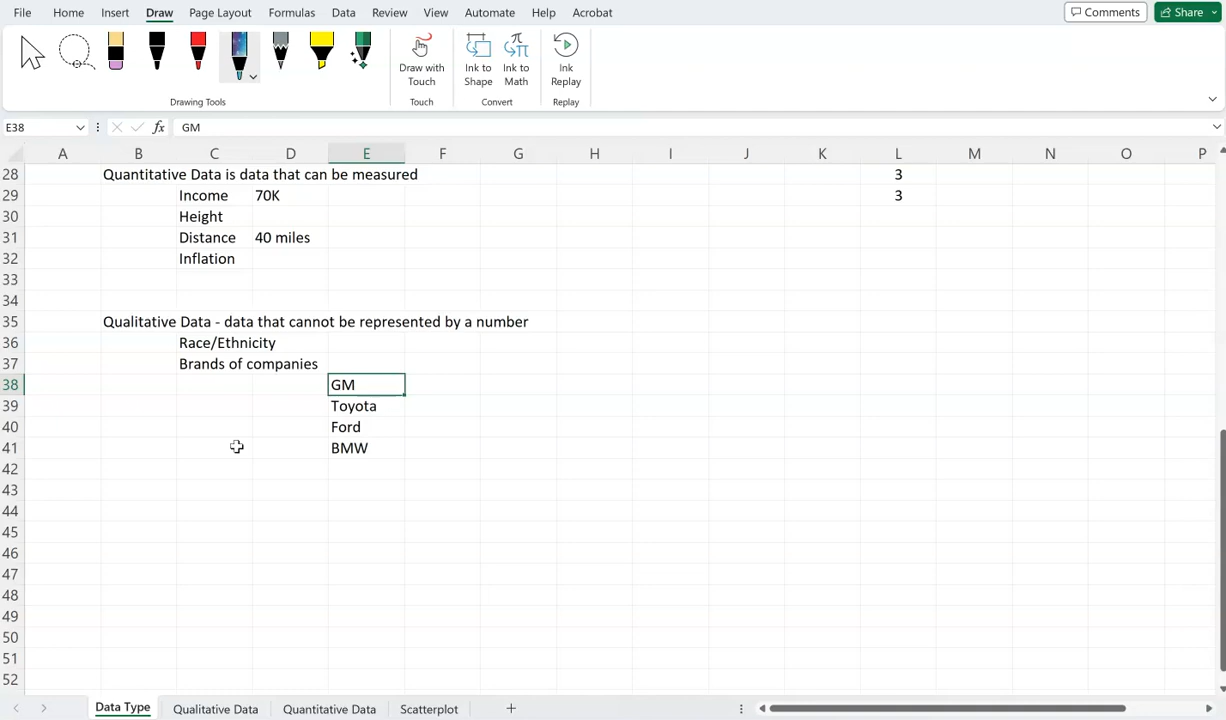 File Home Insert Draw Page Layout Formulas Data Review View Automate Help Acrobat Comments Share
Draw with Touch
Ink to Shape
Ink to Math
Ink Replay
Drawing Tools Touch Convert Replay
E38 fx GM
A B C D E F G H I J K L M N O P
28 Quantitative Data is data that can be measured 3
29 Income 70K 3
30 Height
31 Distance 40 miles
32 Inflation
33
34
35 Qualitative Data - data that cannot be represented by a number
36 Race/Ethnicity
37 Brands of companies
38 GM
39 Toyota
40 Ford
41 BMW
42
43
44
45
46
47
48
49
50
51
52
Data Type Qualitative Data Quantitative Data Scatterplot